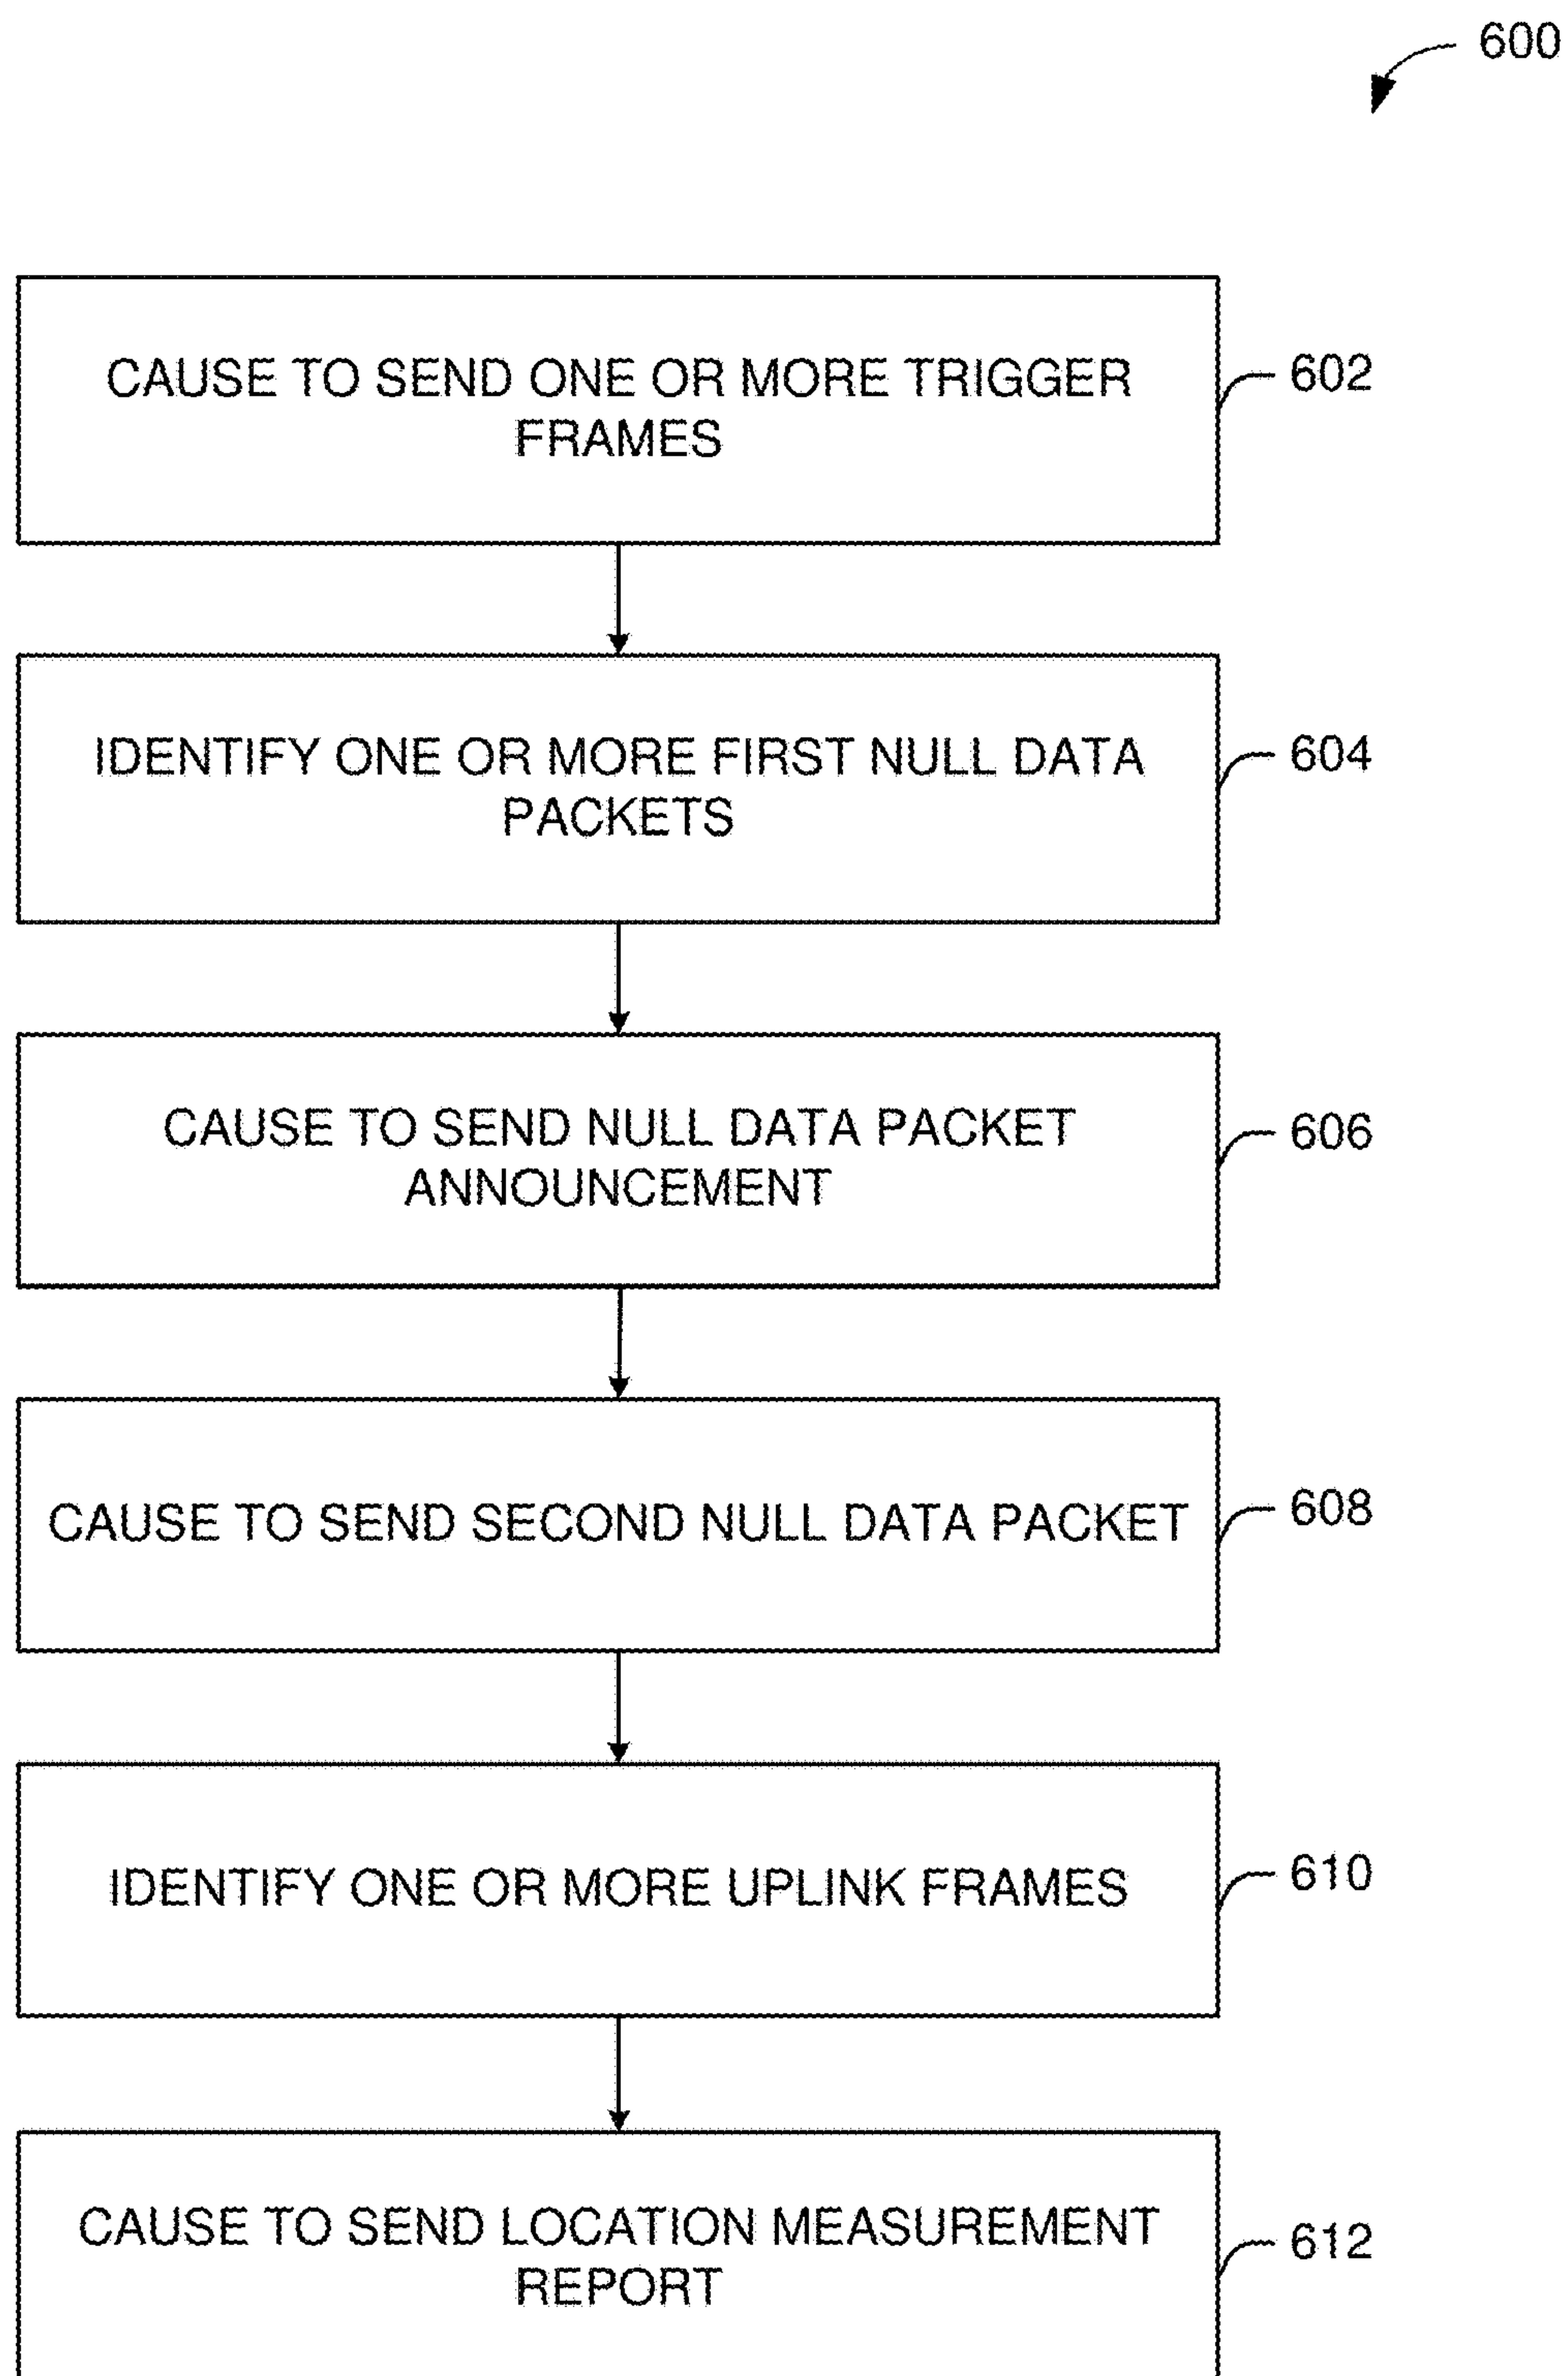 600
CAUSE TO SEND ONE OR MORE TRIGGER
FRAMES
602
IDENTIFY ONE OR MORE FIRST NULL DATA
PACKETS
604
CAUSE TO SEND NULL DATA PACKET
ANNOUNCEMENT
606
CAUSE TO SEND SECOND NULL DATA PACKET
608
IDENTIFY ONE OR MORE UPLINK FRAMES
610
CAUSE TO SEND LOCATION MEASUREMENT
REPORT
612